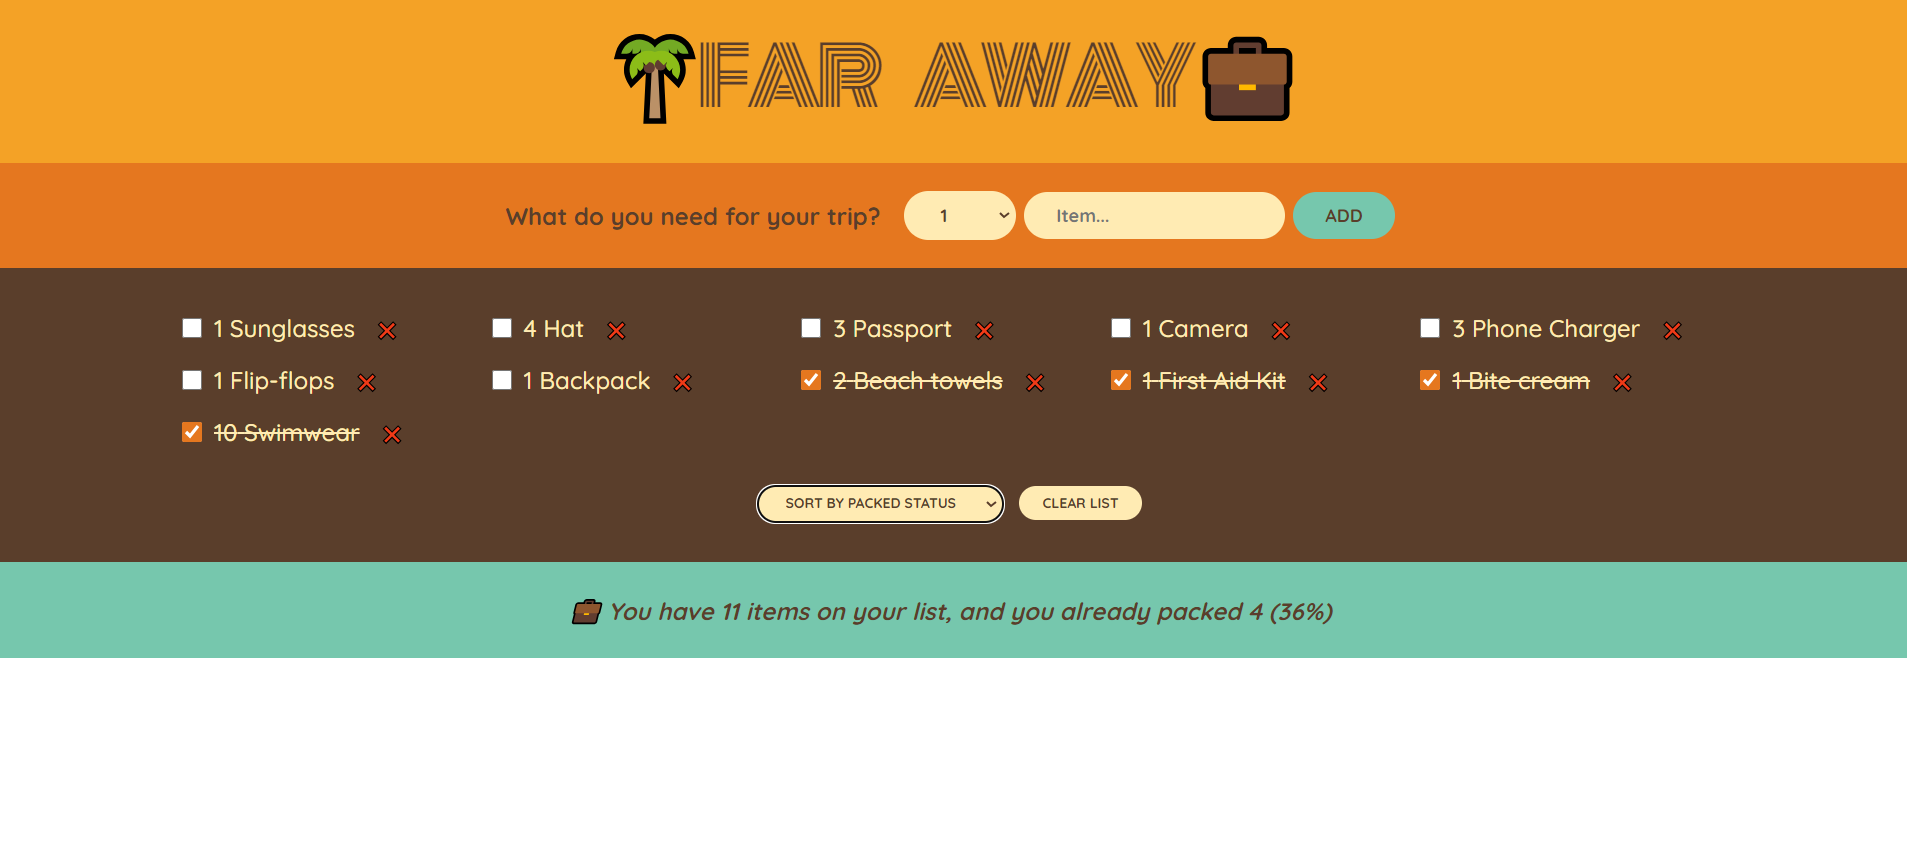 FAR AWAY
What do you need for your trip? 1 Item... ADD
1 Sunglasses 4 Hat 3 Passport 1 Camera 3 Phone Charger
1 Flip-flops 1 Backpack 2 Beach towels 1 First Aid Kit 1 Bite cream
10 Swimwear
SORT BY PACKED STATUS CLEAR LIST
You have 11 items on your list, and you already packed 4 (36%)